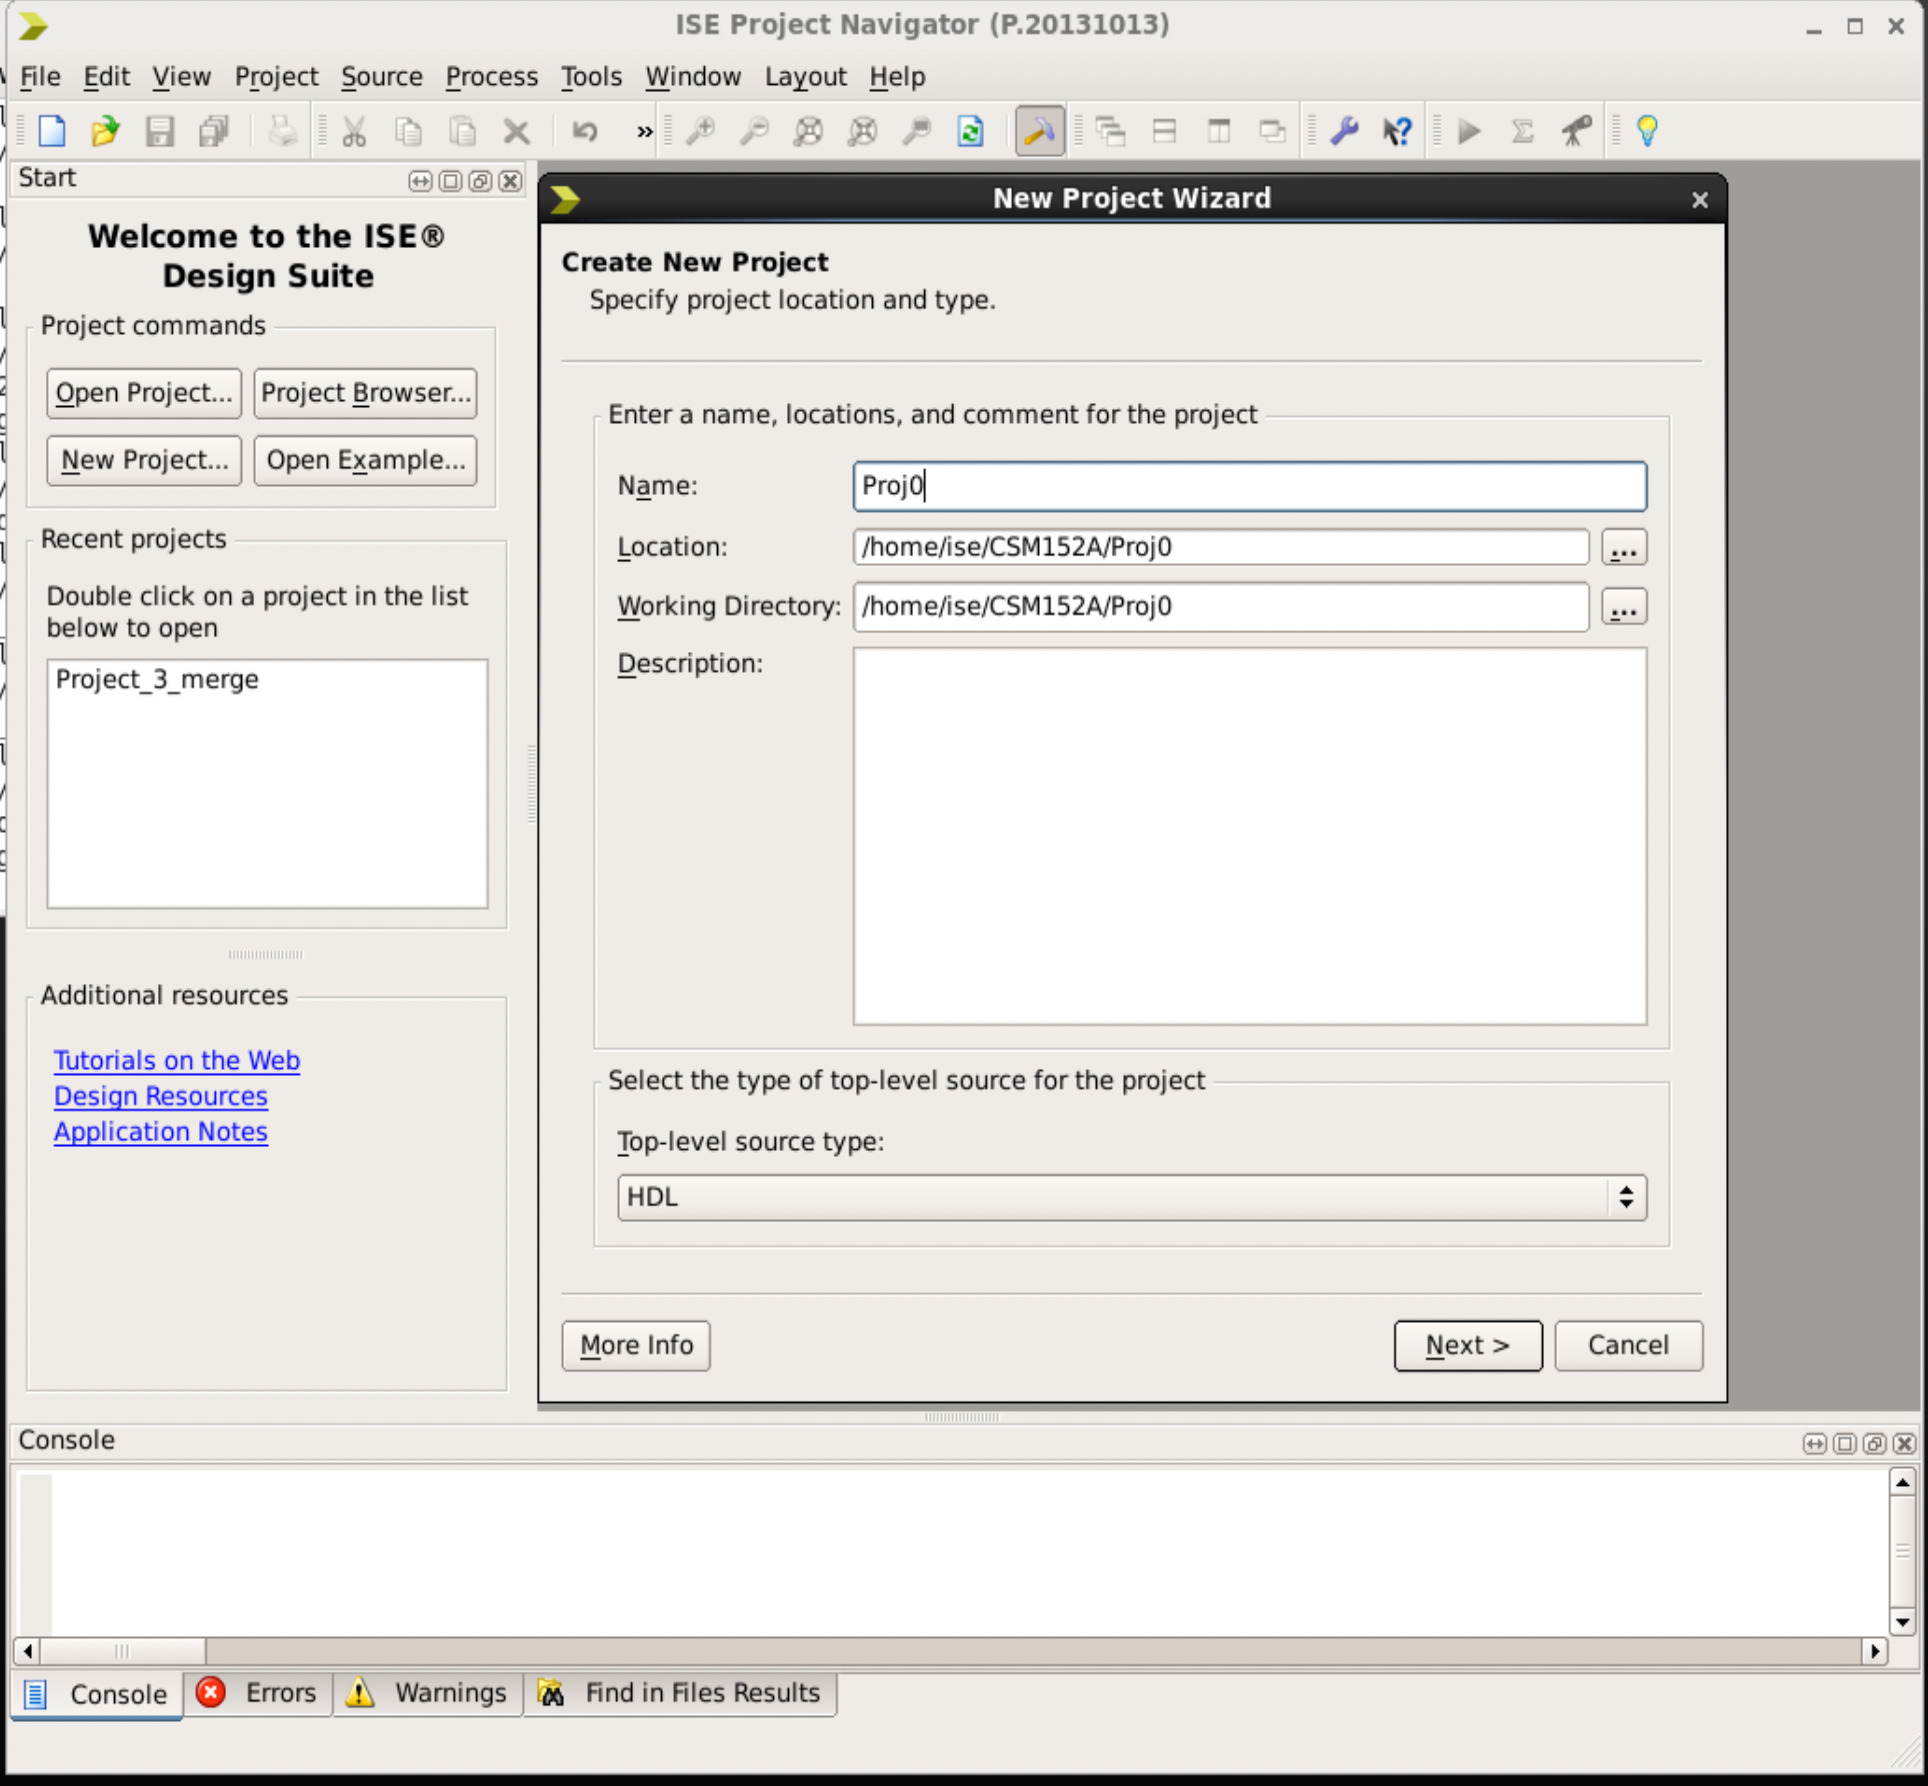 ISE Project Navigator (P.20131013)
File Edit View Project Source Process Tools Window Layout Help
Start
Welcome to the ISE®
Design Suite
Project commands
Open Project... Project Browser...
New Project... Open Example...
Recent projects
Double click on a project in the list
below to open
Project_3_merge
Additional resources
Tutorials on the Web
Design Resources
Application Notes
New Project Wizard
Create New Project
Specify project location and type.
Enter a name, locations, and comment for the project
Name: Proj0
Location: /home/ise/CSM152A/Proj0 ...
Working Directory: /home/ise/CSM152A/Proj0 ...
Description:
Select the type of top-level source for the project
Top-level source type:
HDL
More Info Next > Cancel
Console
Console Errors Warnings Find in Files Results